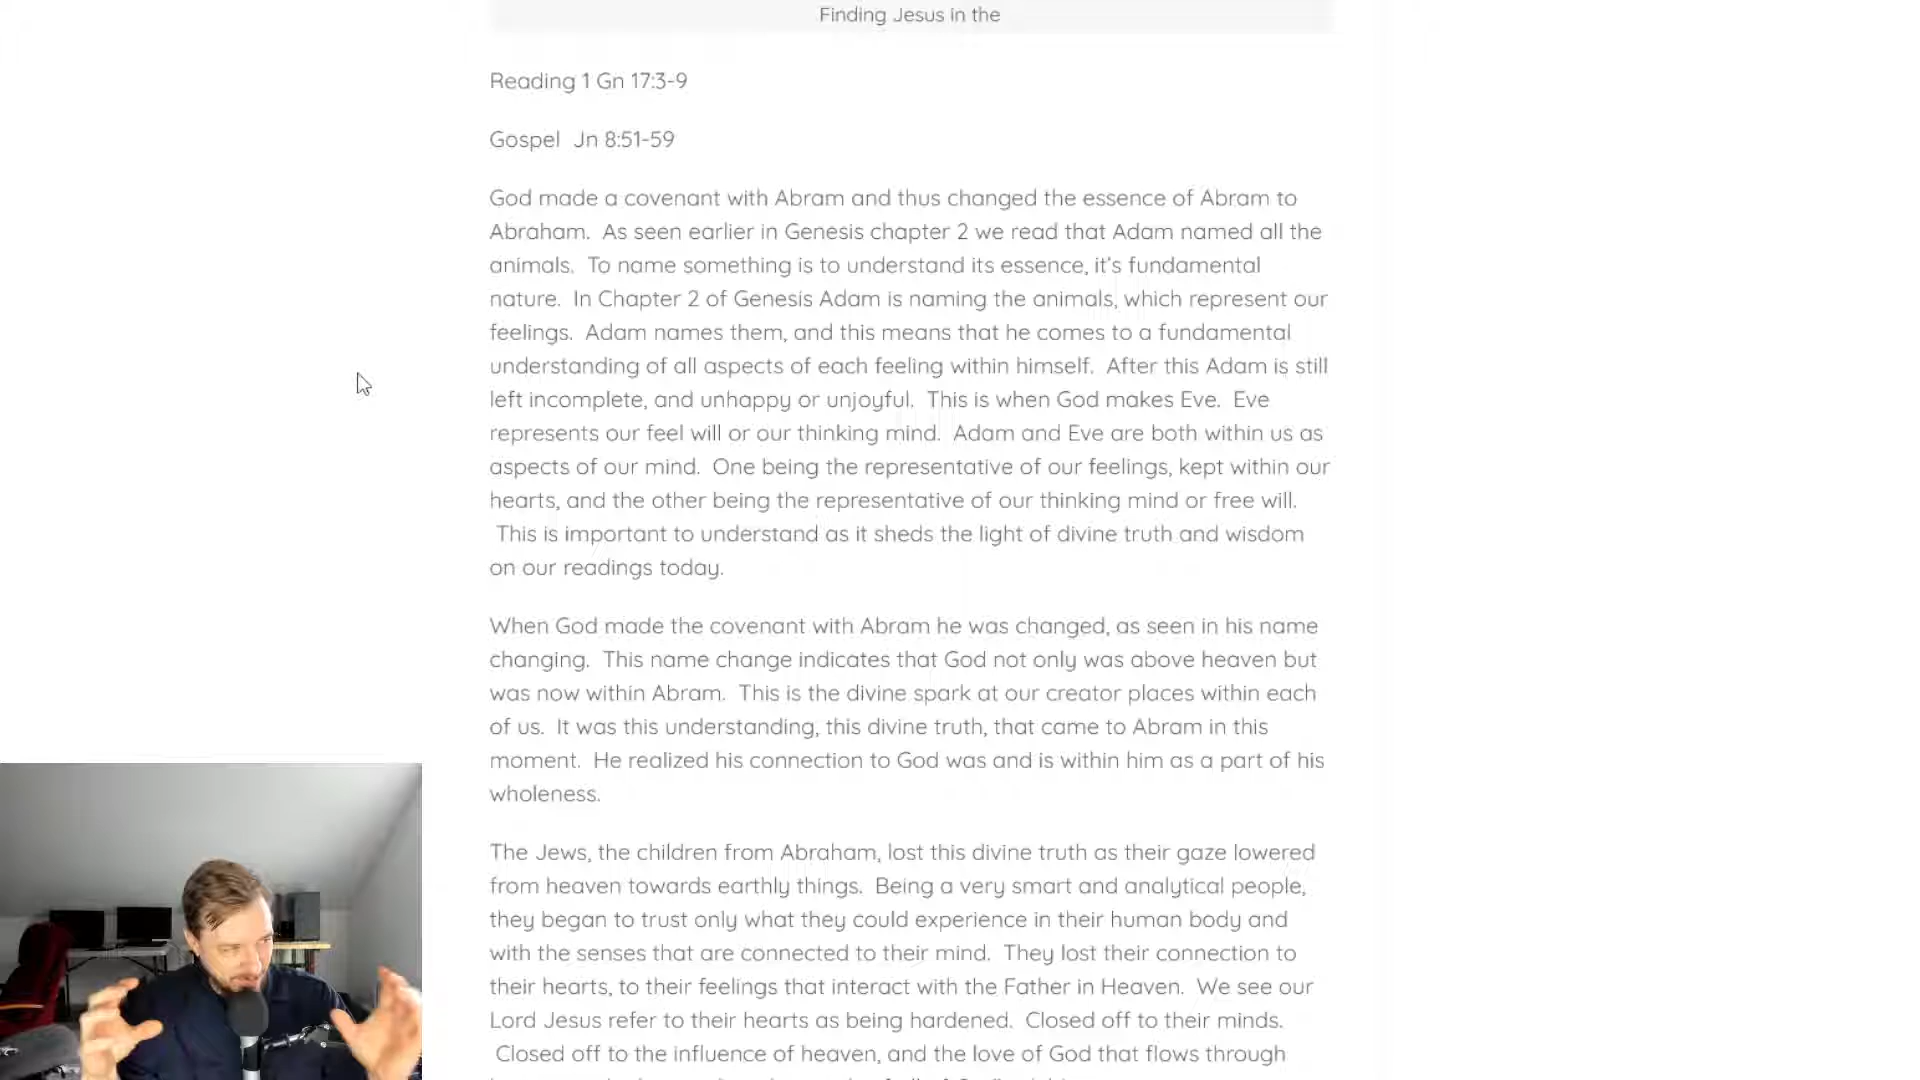 Finding Jesus in the
Reading 1 Gn 17:3-9
Gospel  Jn 8:51-59
God made a covenant with Abram and thus changed the essence of Abram to
Abraham.  As seen earlier in Genesis chapter 2 we read that Adam named all the
animals.  To name something is to understand its essence, it's fundamental
nature.  In Chapter 2 of Genesis Adam is naming the animals, which represent our
feelings.  Adam names them, and this means that he comes to a fundamental
understanding of all aspects of each feeling within himself.  After this Adam is still
left incomplete, and unhappy or unjoyful.  This is when God makes Eve.  Eve
represents our feel will or our thinking mind.  Adam and Eve are both within us as
aspects of our mind.  One being the representative of our feelings, kept within our
hearts, and the other being the representative of our thinking mind or free will.
This is important to understand as it sheds the light of divine truth and wisdom
on our readings today.
When God made the covenant with Abram he was changed, as seen in his name
changing.  This name change indicates that God not only was above heaven but
was now within Abram.  This is the divine spark at our creator places within each
of us.  It was this understanding, this divine truth, that came to Abram in this
moment.  He realized his connection to God was and is within him as a part of his
wholeness.
The Jews, the children from Abraham, lost this divine truth as their gaze lowered
from heaven towards earthly things.  Being a very smart and analytical people,
they began to trust only what they could experience in their human body and
with the senses that are connected to their mind.  They lost their connection to
their hearts, to their feelings that interact with the Father in Heaven.  We see our
Lord Jesus refer to their hearts as being hardened.  Closed off to their minds.
Closed off to the influence of heaven, and the love of God that flows through